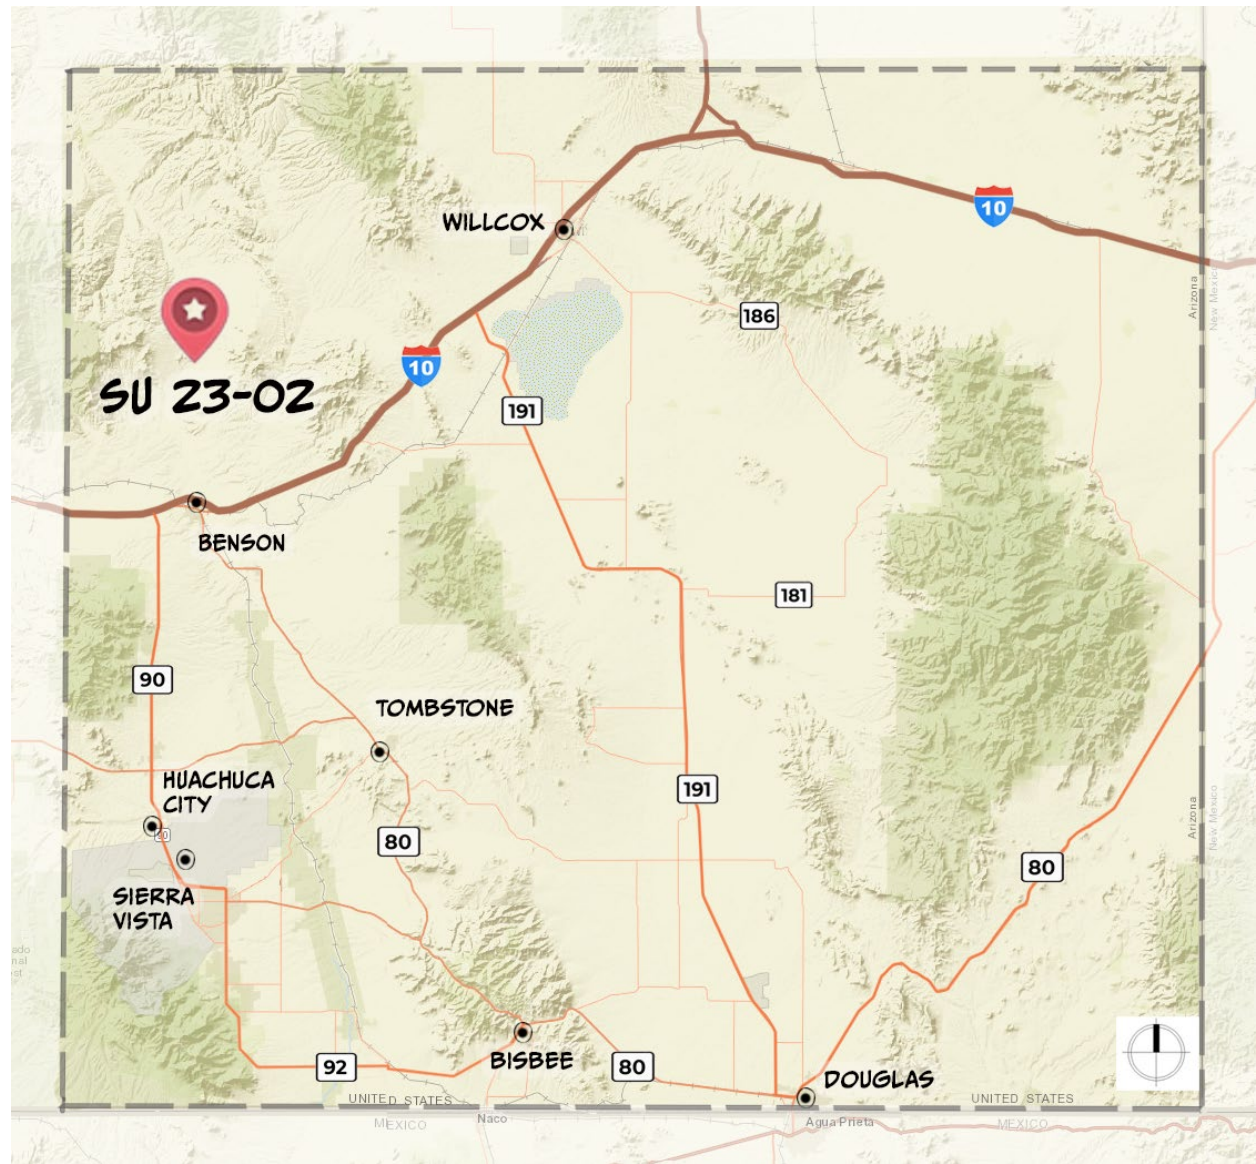 WILLCOX
10
Arizona
New Mexico
186
SU 23-02
10
191
BENSON
181
90
TOMBSTONE
HUACHUCA
CITY
90
191
80
Arizona
New Mexico
80
SIERRA
VISTA
BISBEE
92
80
DOUGLAS
UNITED STATES
MEXICO
Naco
Agua Prieta
UNITED STATES
MEXICO